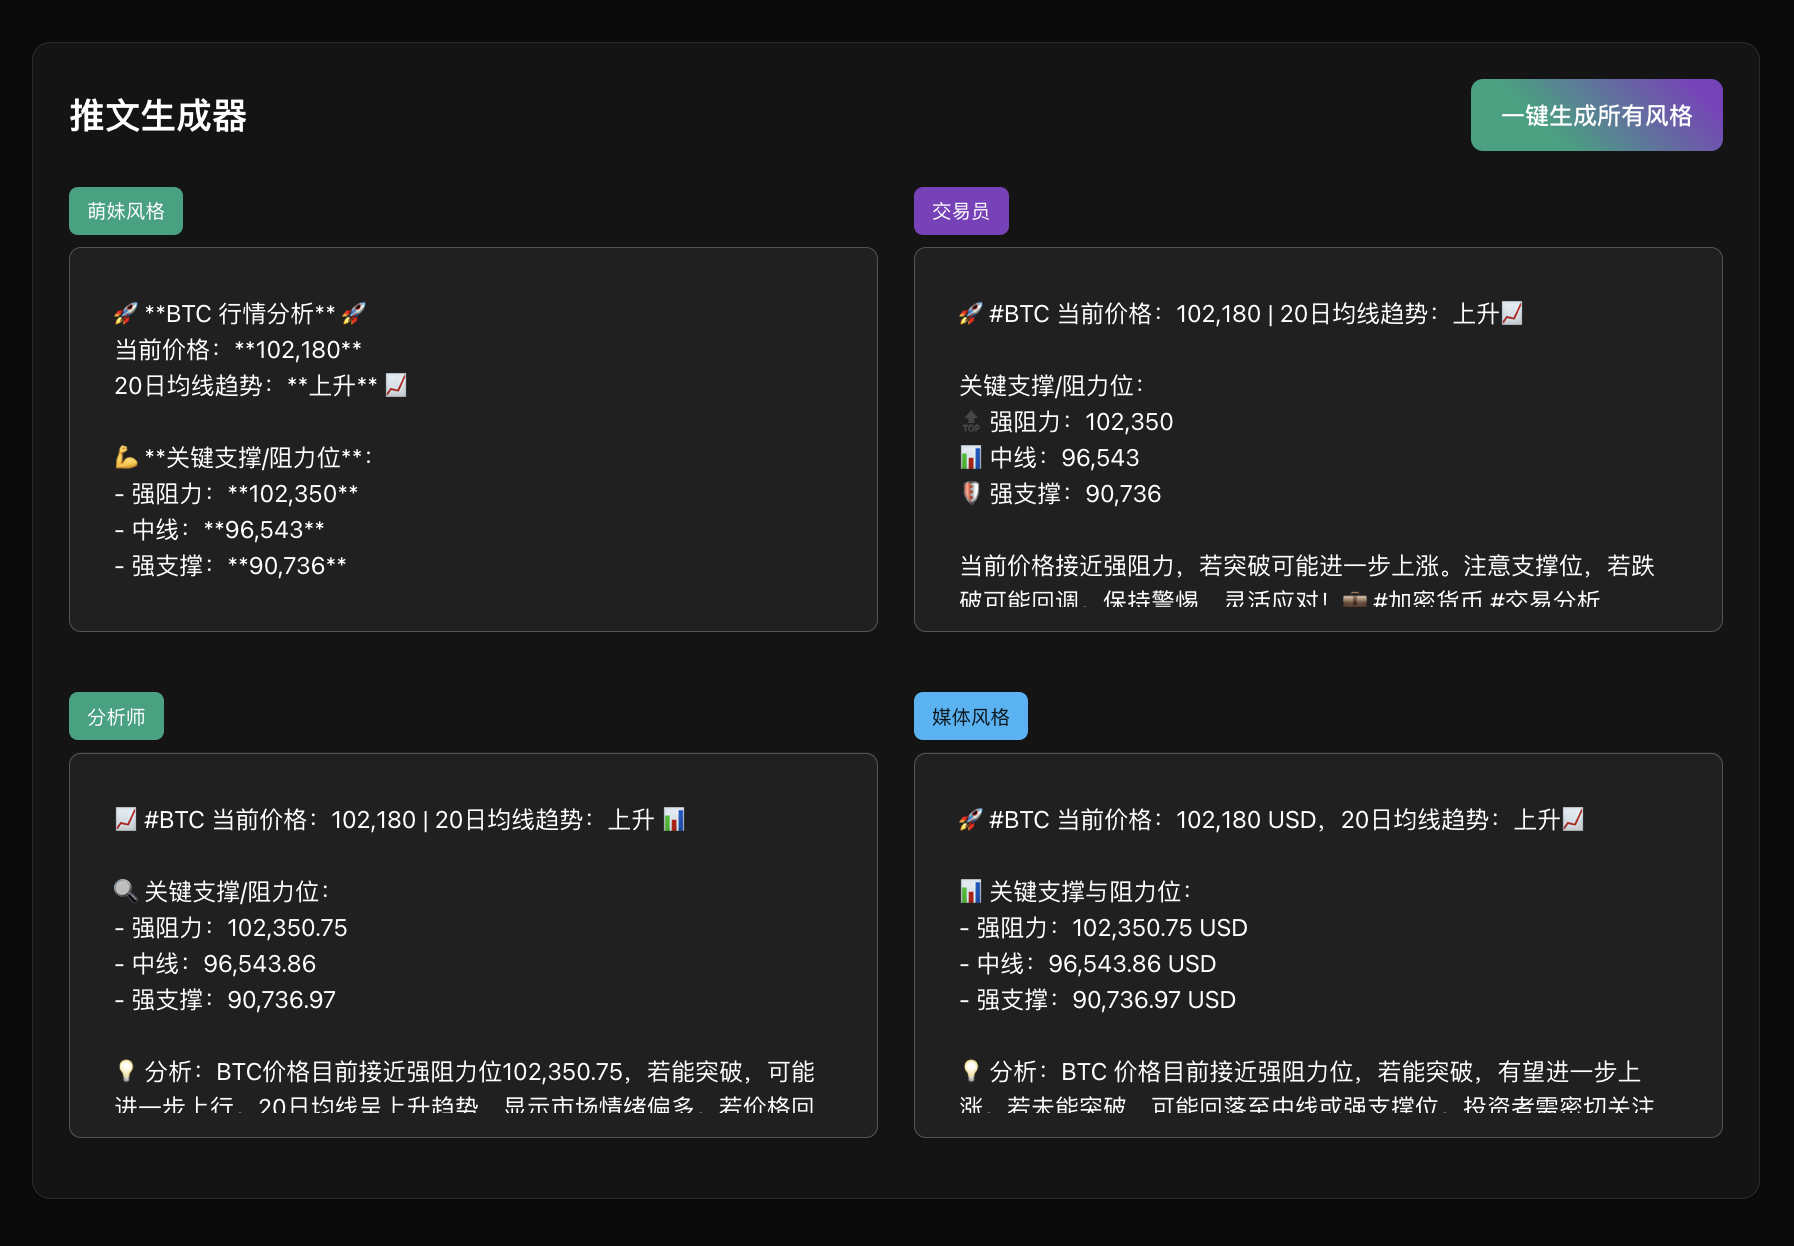 推文生成器
一键生成所有风格
萌妹风格
🚀 **BTC 行情分析** 🚀
当前价格：**102,180**
20日均线趋势：**上升** 📈
💪 **关键支撑/阻力位**：
- 强阻力：**102,350**
- 中线：**96,543**
- 强支撑：**90,736**
交易员
🚀 #BTC 当前价格：102,180 | 20日均线趋势：上升📈
关键支撑/阻力位：
🔝 强阻力：102,350
📊 中线：96,543
🛡️ 强支撑：90,736
当前价格接近强阻力，若突破可能进一步上涨。注意支撑位，若跌
破可能回调。保持警惕，灵活应对！💼 #加密货币 #交易分析
分析师
📈 #BTC 当前价格：102,180 | 20日均线趋势：上升 📊
🔍 关键支撑/阻力位：
- 强阻力：102,350.75
- 中线：96,543.86
- 强支撑：90,736.97
💡 分析：BTC价格目前接近强阻力位102,350.75，若能突破，可能
进一步上行。20日均线呈上升趋势，显示市场情绪偏多。若价格回
媒体风格
🚀 #BTC 当前价格：102,180 USD，20日均线趋势：上升📈
📊 关键支撑与阻力位：
- 强阻力：102,350.75 USD
- 中线：96,543.86 USD
- 强支撑：90,736.97 USD
💡 分析：BTC 价格目前接近强阻力位，若能突破，有望进一步上
涨。若未能突破，可能回落至中线或强支撑位。投资者需密切关注